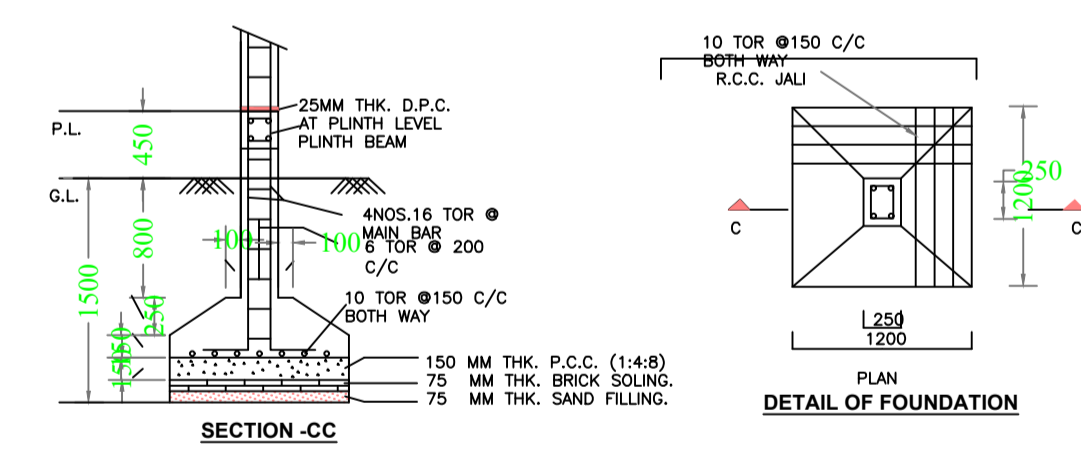 25MM THK. D.P.C.
AT PLINTH LEVEL
PLINTH BEAM
P.L.
450
G.L.
4NOS.16 TOR @
MAIN BAR
6 TOR @ 200
C/C
100
100
800
1500
250
10 TOR @150 C/C
BOTH WAY
150
150
150 MM THK. P.C.C. (1:4:8)
75 MM THK. BRICK SOLING.
75 MM THK. SAND FILLING.
SECTION -CC
10 TOR @150 C/C
BOTH WAY
R.C.C. JALI
250
1200
C
C
250
1200
PLAN
DETAIL OF FOUNDATION